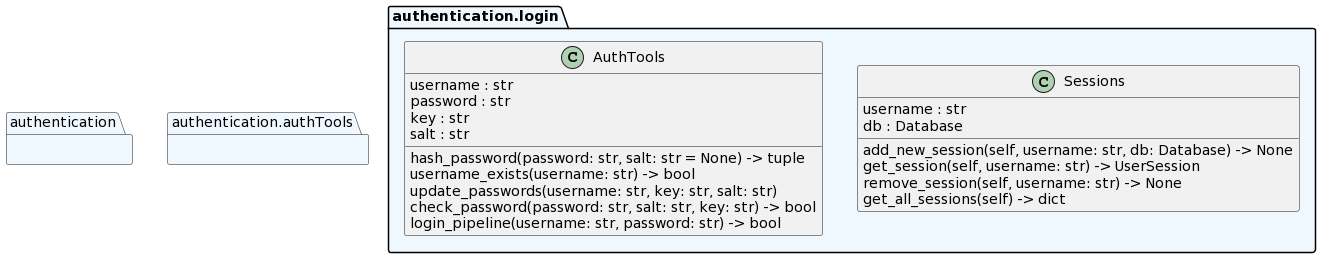 authentication
authentication.authTools
authentication.login
C AuthTools
username : str
password : str
key : str
salt : str
hash_password(password: str, salt: str = None) -> tuple
username_exists(username: str) -> bool
update_passwords(username: str, key: str, salt: str)
check_password(password: str, salt: str, key: str) -> bool
login_pipeline(username: str, password: str) -> bool
C Sessions
username : str
db : Database
add_new_session(self, username: str, db: Database) -> None
get_session(self, username: str) -> UserSession
remove_session(self, username: str) -> None
get_all_sessions(self) -> dict